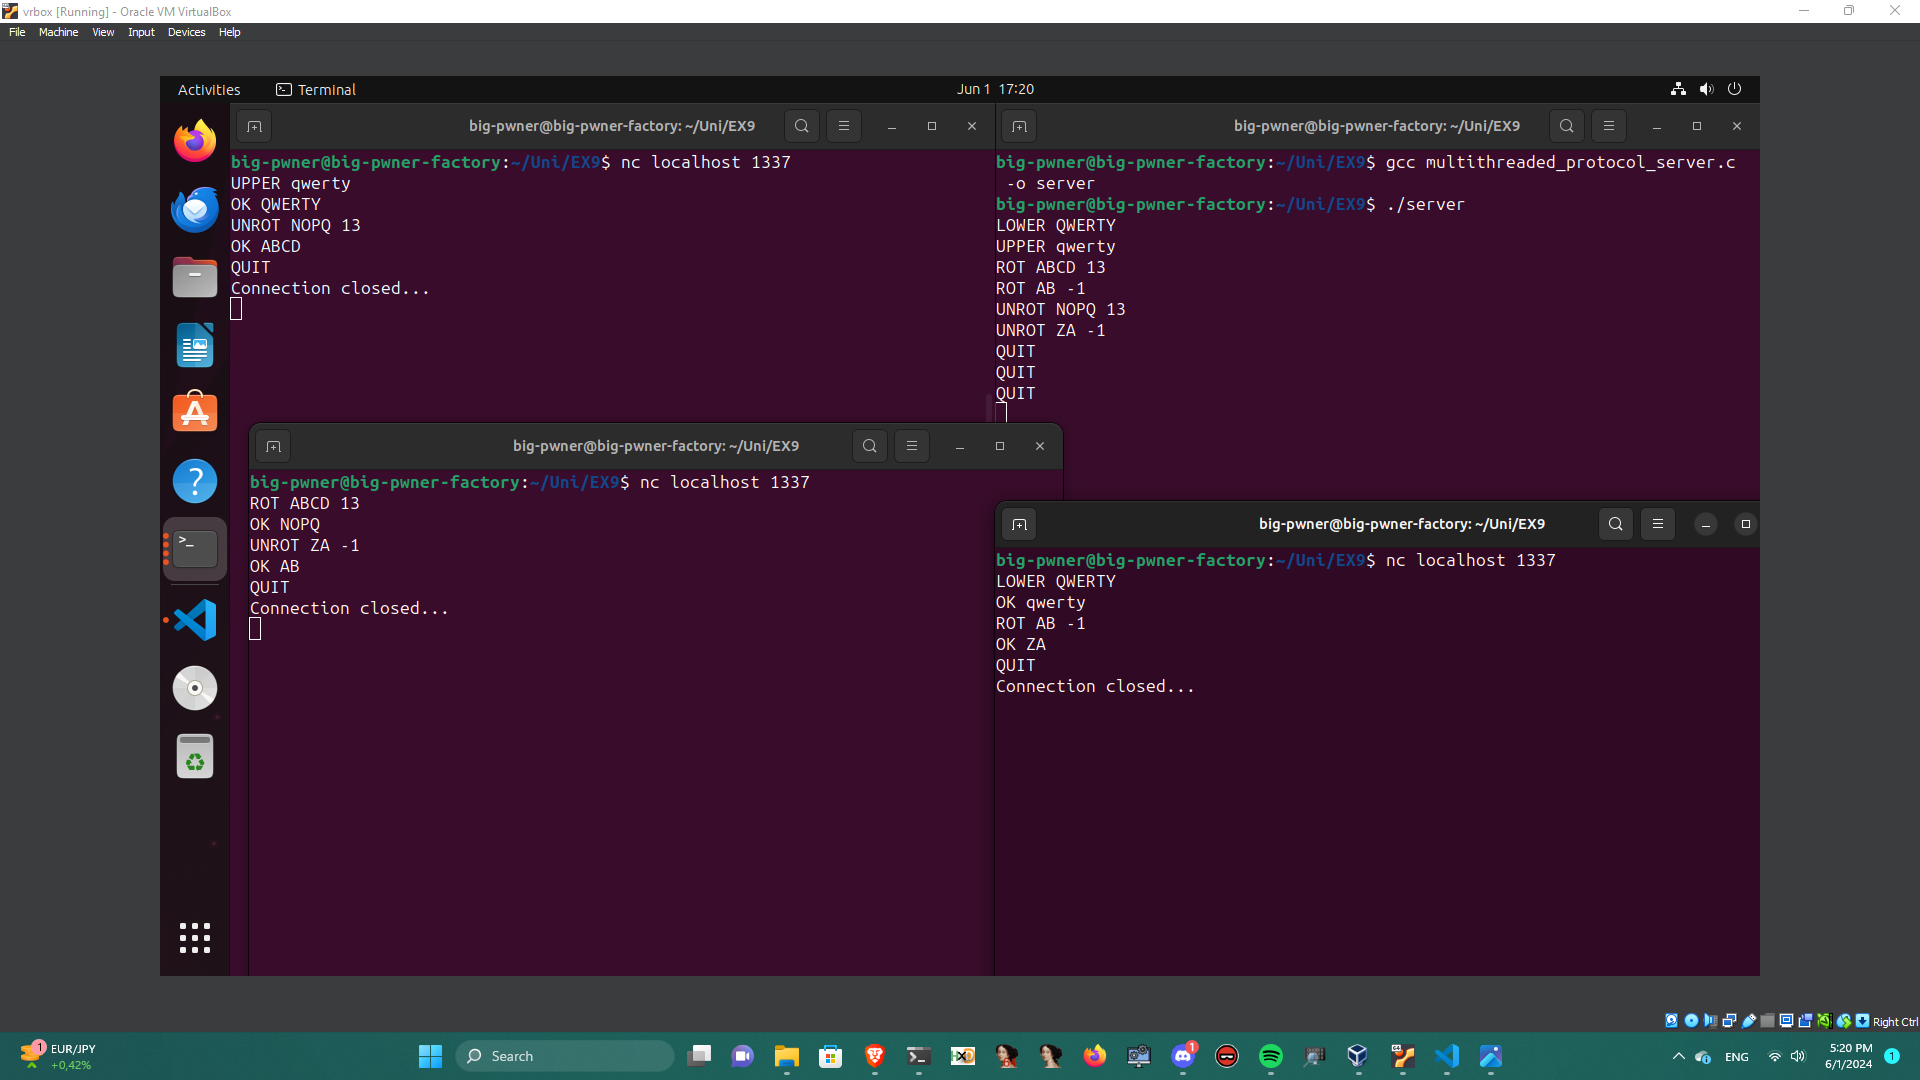 vrbox [Running] - Oracle VM VirtualBox
File Machine View Input Devices Help
Activities Terminal Jun 1 17:20
big-pwner@big-pwner-factory: ~/Uni/EX9
big-pwner@big-pwner-factory:~/Uni/EX9$ nc localhost 1337
UPPER qwerty
OK QWERTY
UNROT NOPQ 13
OK ABCD
QUIT
Connection closed...
big-pwner@big-pwner-factory: ~/Uni/EX9
big-pwner@big-pwner-factory:~/Uni/EX9$ gcc multithreaded_protocol_server.c
-o server
big-pwner@big-pwner-factory:~/Uni/EX9$ ./server
LOWER QWERTY
UPPER qwerty
ROT ABCD 13
ROT AB -1
UNROT NOPQ 13
UNROT ZA -1
QUIT
QUIT
QUIT
big-pwner@big-pwner-factory: ~/Uni/EX9
big-pwner@big-pwner-factory:~/Uni/EX9$ nc localhost 1337
ROT ABCD 13
OK NOPQ
UNROT ZA -1
OK AB
QUIT
Connection closed...
big-pwner@big-pwner-factory: ~/Uni/EX9
big-pwner@big-pwner-factory:~/Uni/EX9$ nc localhost 1337
LOWER QWERTY
OK qwerty
ROT AB -1
OK ZA
QUIT
Connection closed...
Right Ctrl
1
EUR/JPY
+0,42%
Search
HXD
1
64
ENG
5:20 PM
6/1/2024
1